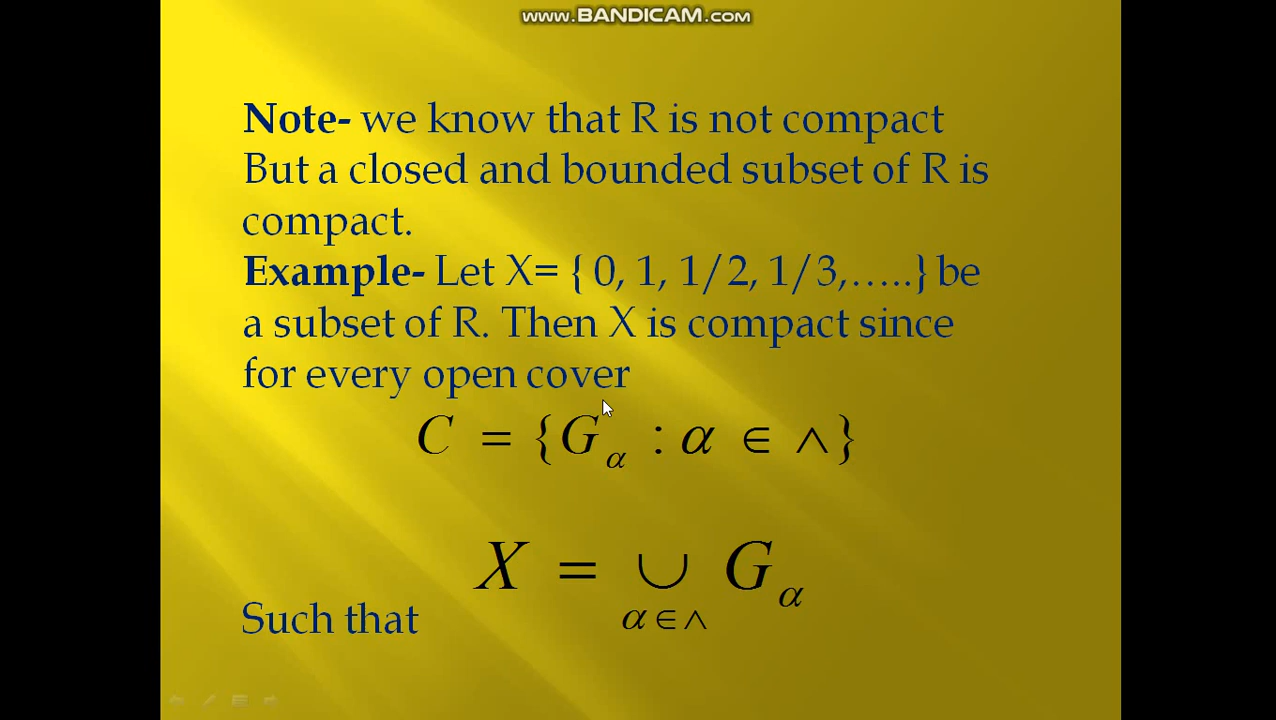 www.BANDICAM.com
Note- we know that R is not compact
But a closed and bounded subset of R is
compact.
Example- Let X= { 0, 1, 1/2, 1/3,…..} be
a subset of R. Then X is compact since
for every open cover
C = {G_α : α ∈ ∧}
X = ∪_{α∈∧} G_α
Such that